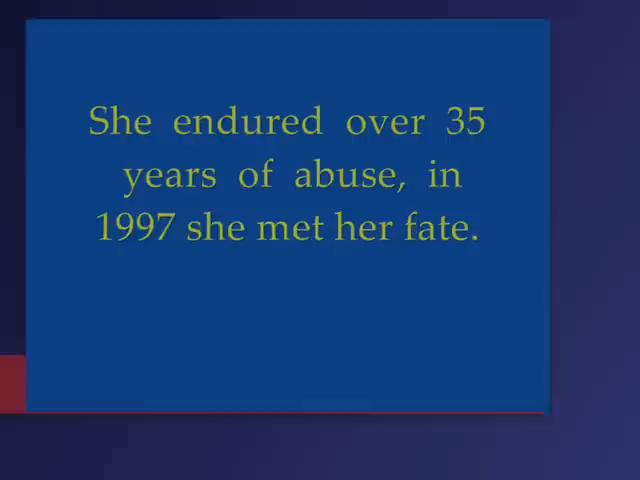 She endured over 35
years of abuse, in
1997 she met her fate.